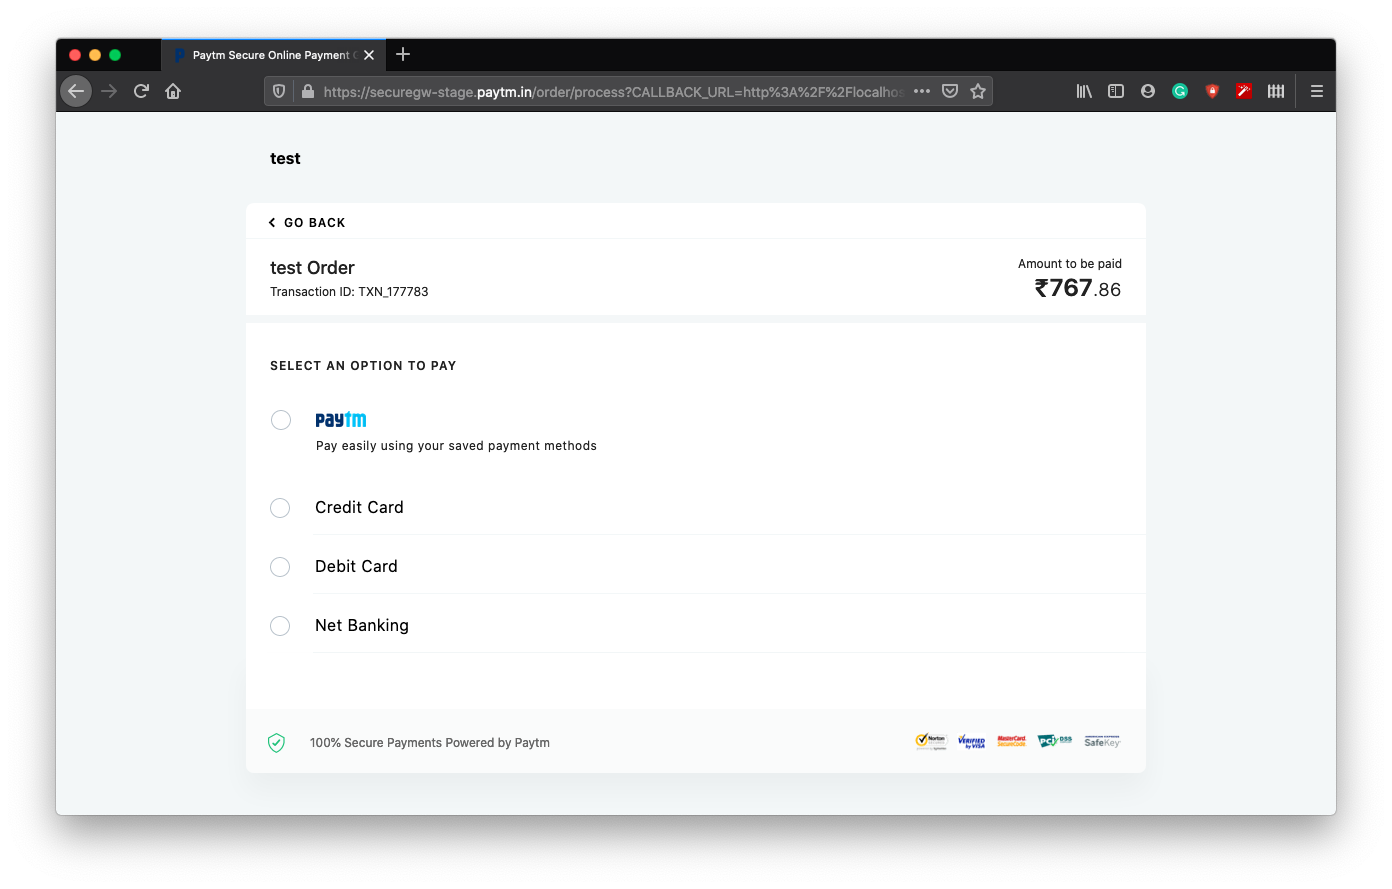 Paytm Secure Online Payment
https://securegw-stage.paytm.in/order/process?CALLBACK_URL=http%3A%2F%2Flocalhos
test
GO BACK
test Order
Amount to be paid
Transaction ID: TXN_177783
₹767.86
SELECT AN OPTION TO PAY
paytm
Pay easily using your saved payment methods
Credit Card
Debit Card
Net Banking
100% Secure Payments Powered by Paytm
Norton
VERIFIED by VISA
MasterCard SecureCode
PCI DSS
AMERICAN EXPRESS SafeKey